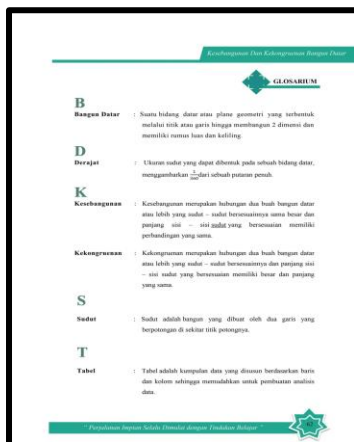 Kesebangunan Dan Kekongruenan Bangun Datar
GLOSARIUM
B
Bangun Datar : Suatu bidang datar atau plane geometri yang terbentuk
melalui titik atau garis hingga membangun 2 dimensi dan
memiliki rumus luas dan keliling.
D
Derajat : Ukuran sudut yang dapat dibentuk pada sebuah bidang datar,
menggambarkan 1/360 dari sebuah putaran penuh.
K
Kesebangunan : Kesebangunan merupakan hubungan dua buah bangun datar
atau lebih yang sudut – sudut bersesuainnya sama besar dan
panjang sisi – sisi sudut yang bersesuaian memiliki
perbandingan yang sama.
Kekongruenan : Kekongruenan merupakan hubungan dua buah bangun datar
atau lebih yang sudut – sudut bersesuainnya dan panjang sisi
– sisi sudut yang bersesuaian memiliki besar dan panjang
yang sama.
S
Sudut : Sudut adalah bangun yang dibuat oleh dua garis yang
berpotongan di sekitar titik potongnya.
T
Tabel : Tabel adalah kumpulan data yang disusun berdasarkan baris
dan kolom sehingga memudahkan untuk pembuatan analisis
data.
" Perjalanan Impian Selalu Dimulai dengan Tindakan Belajar "
67